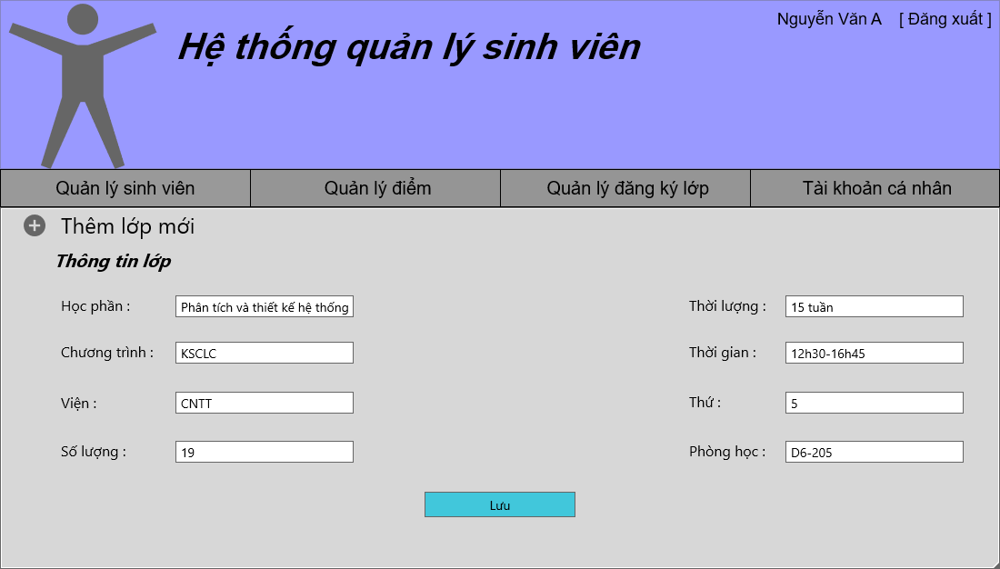 Nguyễn Văn A [ Đăng xuất ]
Hệ thống quản lý sinh viên
Quản lý sinh viên
Quản lý điểm
Quản lý đăng ký lớp
Tài khoản cá nhân
Thêm lớp mới
Thông tin lớp
Học phần : Phân tích và thiết kế hệ thống
Thời lượng : 15 tuần
Chương trình : KSCLC
Thời gian : 12h30-16h45
Viện : CNTT
Thứ : 5
Số lượng : 19
Phòng học : D6-205
Lưu